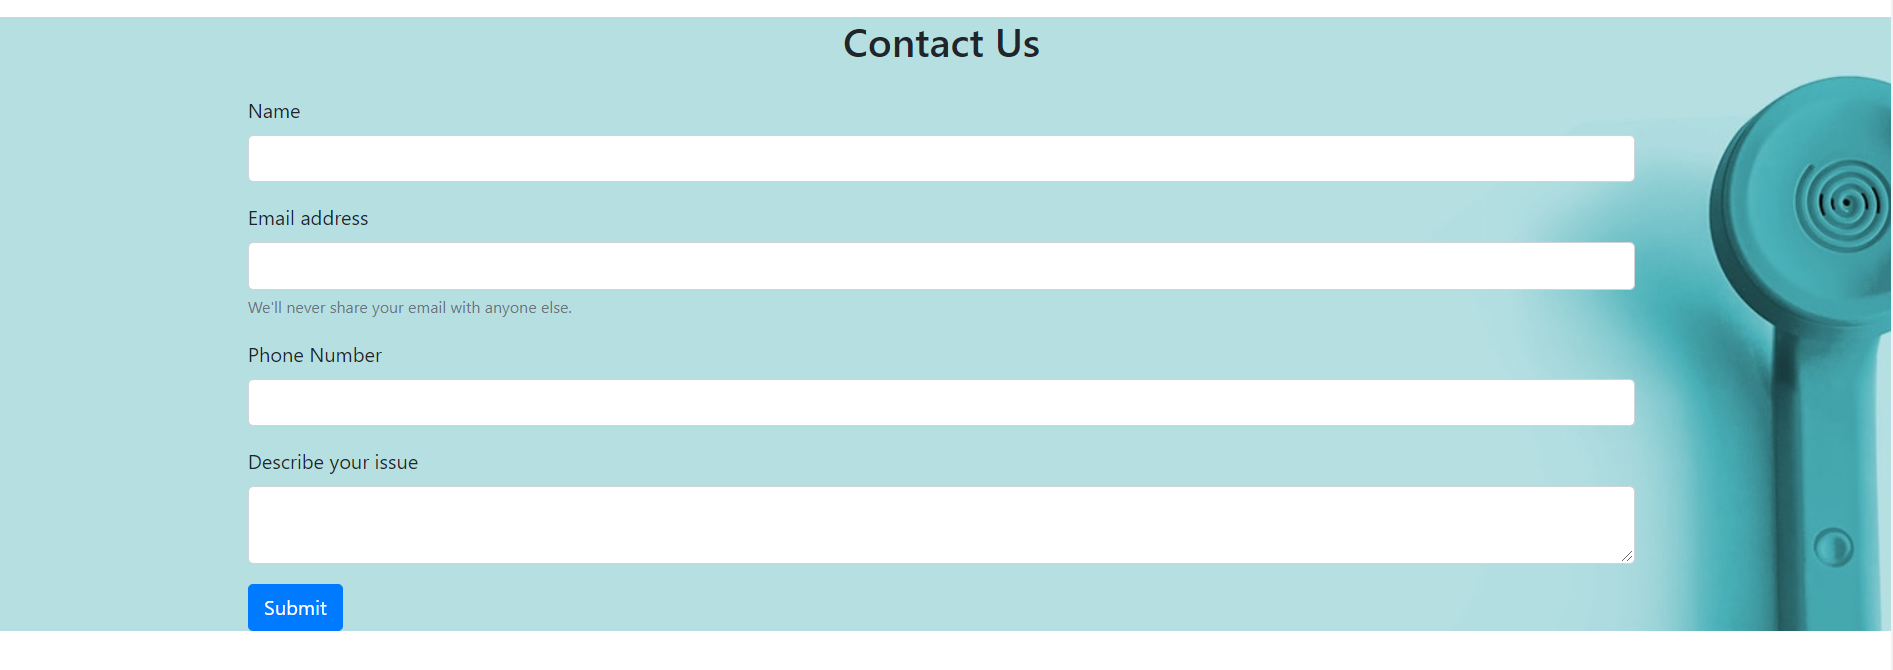 Contact Us
Name
Email address
We'll never share your email with anyone else.
Phone Number
Describe your issue
Submit